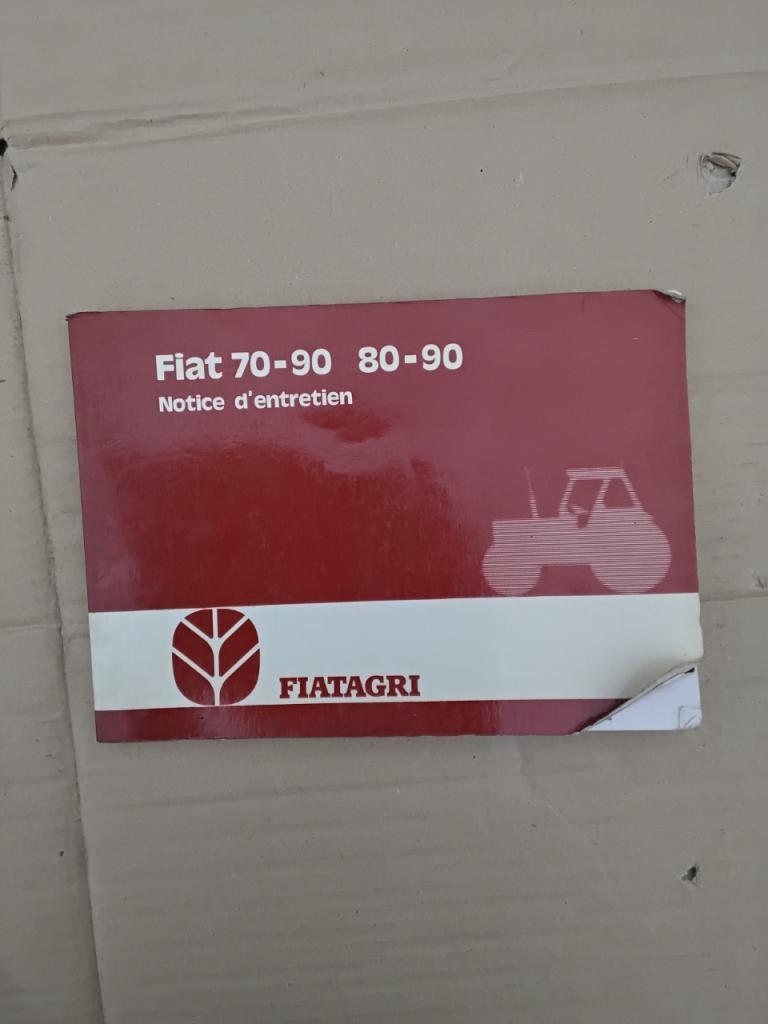 Fiat 70-90 80-90
Notice d'entretien
FIATAGRI